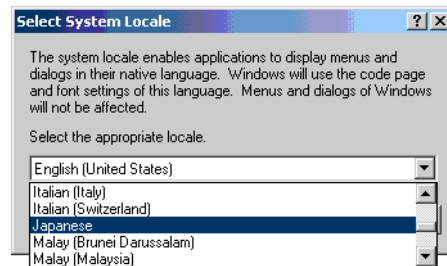 Select System Locale
The system locale enables applications to display menus and
dialogs in their native language. Windows will use the code page
and font settings of this language. Menus and dialogs of Windows
will not be affected.
Select the appropriate locale.
English (United States)
Italian (Italy)
Italian (Switzerland)
Japanese
Malay (Brunei Darussalam)
Malay (Malaysia)